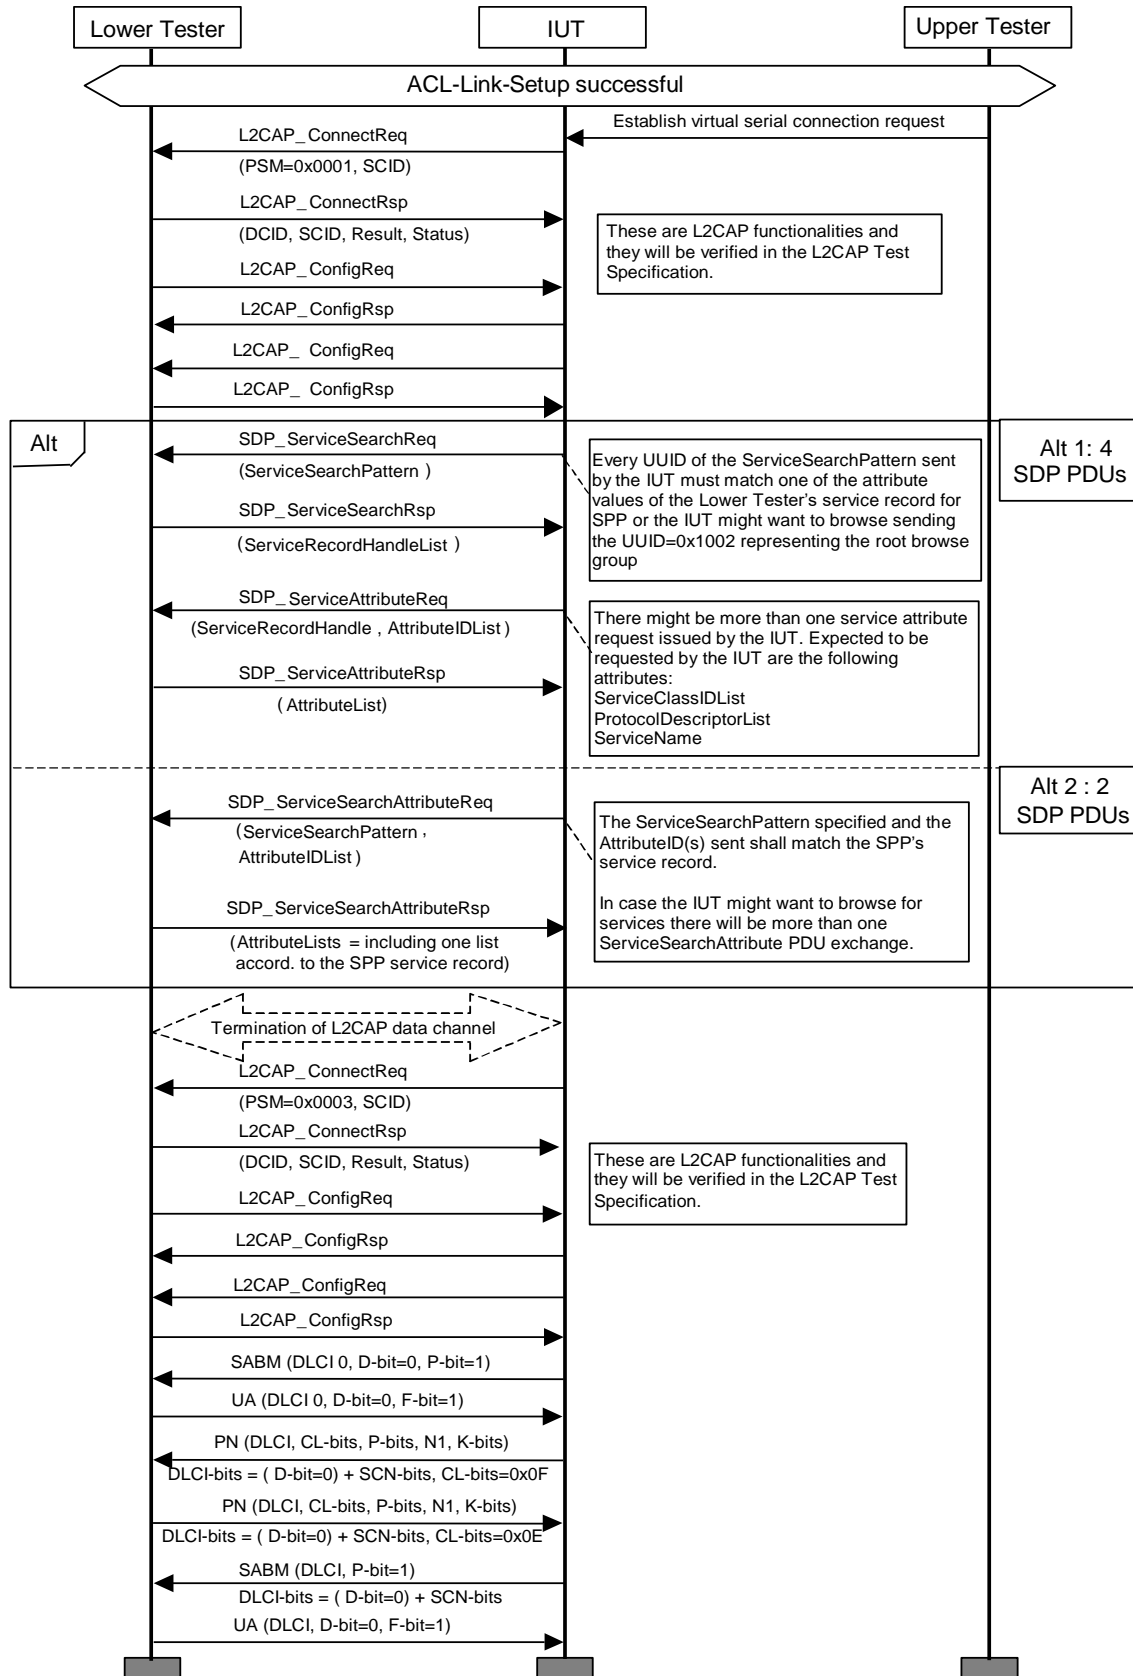 Lower Tester
IUT
Upper Tester
ACL-Link-Setup successful
Establish virtual serial connection request
L2CAP_ConnectReq
(PSM=0x0001, SCID)
L2CAP_ConnectRsp
(DCID, SCID, Result, Status)
These are L2CAP functionalities and
they will be verified in the L2CAP Test
Specification.
L2CAP_ConfigReq
L2CAP_ConfigRsp
L2CAP_ ConfigReq
L2CAP_ ConfigRsp
Alt
Alt 1: 4
SDP PDUs
SDP_ServiceSearchReq
(ServiceSearchPattern )
Every UUID of the ServiceSearchPattern sent
by the IUT must match one of the attribute
values of the Lower Tester's service record for
SPP or the IUT might want to browse sending
the UUID=0x1002 representing the root browse
group
SDP_ServiceSearchRsp
(ServiceRecordHandleList )
SDP_ServiceAttributeReq
(ServiceRecordHandle , AttributeIDList )
There might be more than one service attribute
request issued by the IUT. Expected to be
requested by the IUT are the following
attributes:
ServiceClassIDList
ProtocolDescriptorList
ServiceName
SDP_ServiceAttributeRsp
( AttributeList)
Alt 2 : 2
SDP PDUs
SDP_ServiceSearchAttributeReq
(ServiceSearchPattern ,
AttributeIDList )
The ServiceSearchPattern specified and the
AttributeID(s) sent shall match the SPP's
service record.
In case the IUT might want to browse for
services there will be more than one
ServiceSearchAttribute PDU exchange.
SDP_ServiceSearchAttributeRsp
(AttributeLists = including one list
accord. to the SPP service record)
Termination of L2CAP data channel
L2CAP_ConnectReq
(PSM=0x0003, SCID)
L2CAP_ConnectRsp
(DCID, SCID, Result, Status)
These are L2CAP functionalities and
they will be verified in the L2CAP Test
Specification.
L2CAP_ConfigReq
L2CAP_ConfigRsp
L2CAP_ConfigReq
L2CAP_ConfigRsp
SABM (DLCI 0, D-bit=0, P-bit=1)
UA (DLCI 0, D-bit=0, F-bit=1)
PN (DLCI, CL-bits, P-bits, N1, K-bits)
DLCI-bits = ( D-bit=0) + SCN-bits, CL-bits=0x0F
PN (DLCI, CL-bits, P-bits, N1, K-bits)
DLCI-bits = ( D-bit=0) + SCN-bits, CL-bits=0x0E
SABM (DLCI, P-bit=1)
DLCI-bits = ( D-bit=0) + SCN-bits
UA (DLCI, D-bit=0, F-bit=1)